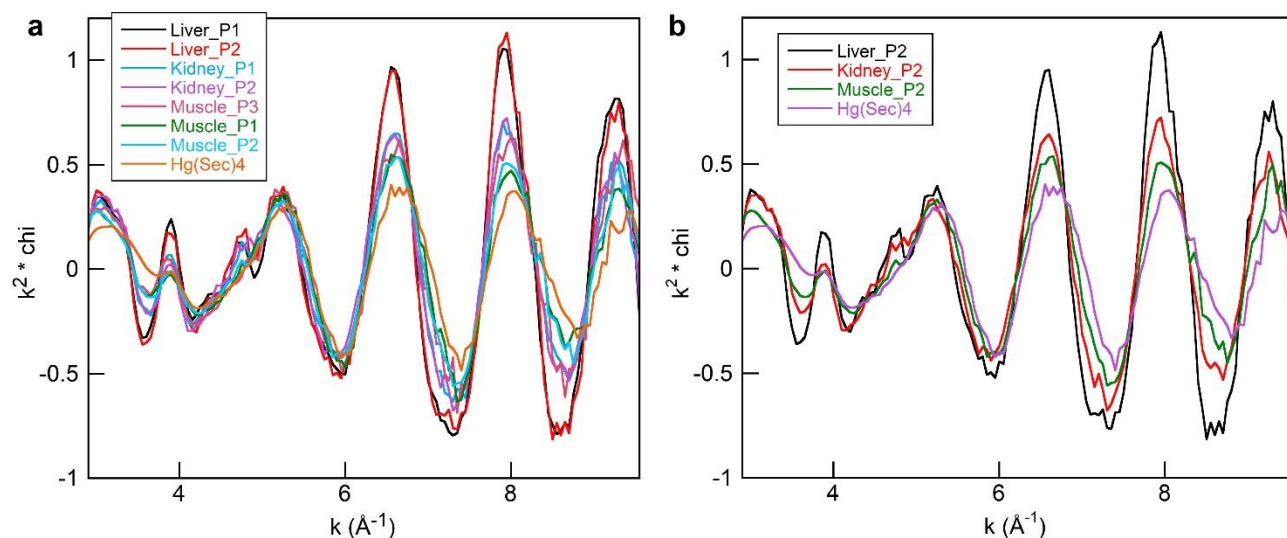 a
Liver_P1
Liver_P2
Kidney_P1
Kidney_P2
Muscle_P3
Muscle_P1
Muscle_P2
Hg(Sec)4
k² * chi
1
0.5
0
-0.5
-1
4
6
8
k (Å⁻¹)
b
Liver_P2
Kidney_P2
Muscle_P2
Hg(Sec)4
k² * chi
1
0.5
0
-0.5
-1
4
6
8
k (Å⁻¹)